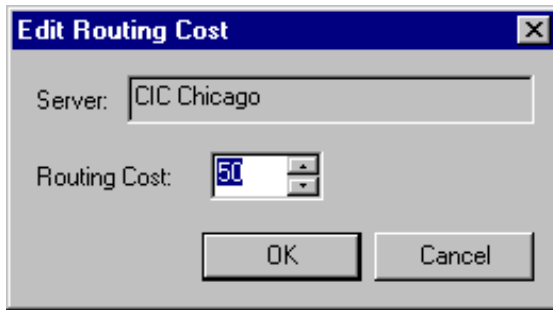 Edit Routing Cost
Server: CIC Chicago
Routing Cost: 50
OK Cancel